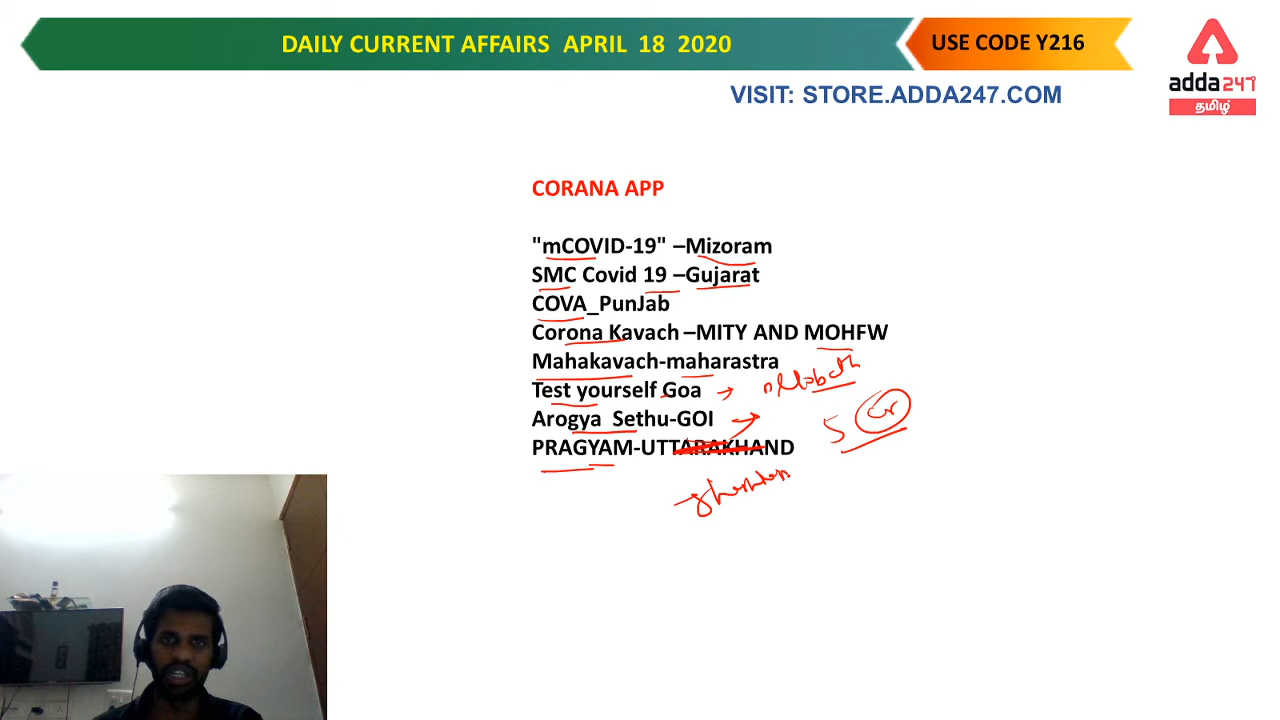 DAILY CURRENT AFFAIRS APRIL 18 2020
USE CODE Y216
adda247
தமிழ்
VISIT: STORE.ADDA247.COM
CORANA APP
"mCOVID-19" –Mizoram
SMC Covid 19 –Gujarat
COVA_PunJab
Corona Kavach –MITY AND MOHFW
Mahakavach-maharastra
Test yourself Goa
Arogya Sethu-GOI
5 Cr
PRAGYAM-UTTARAKHAND